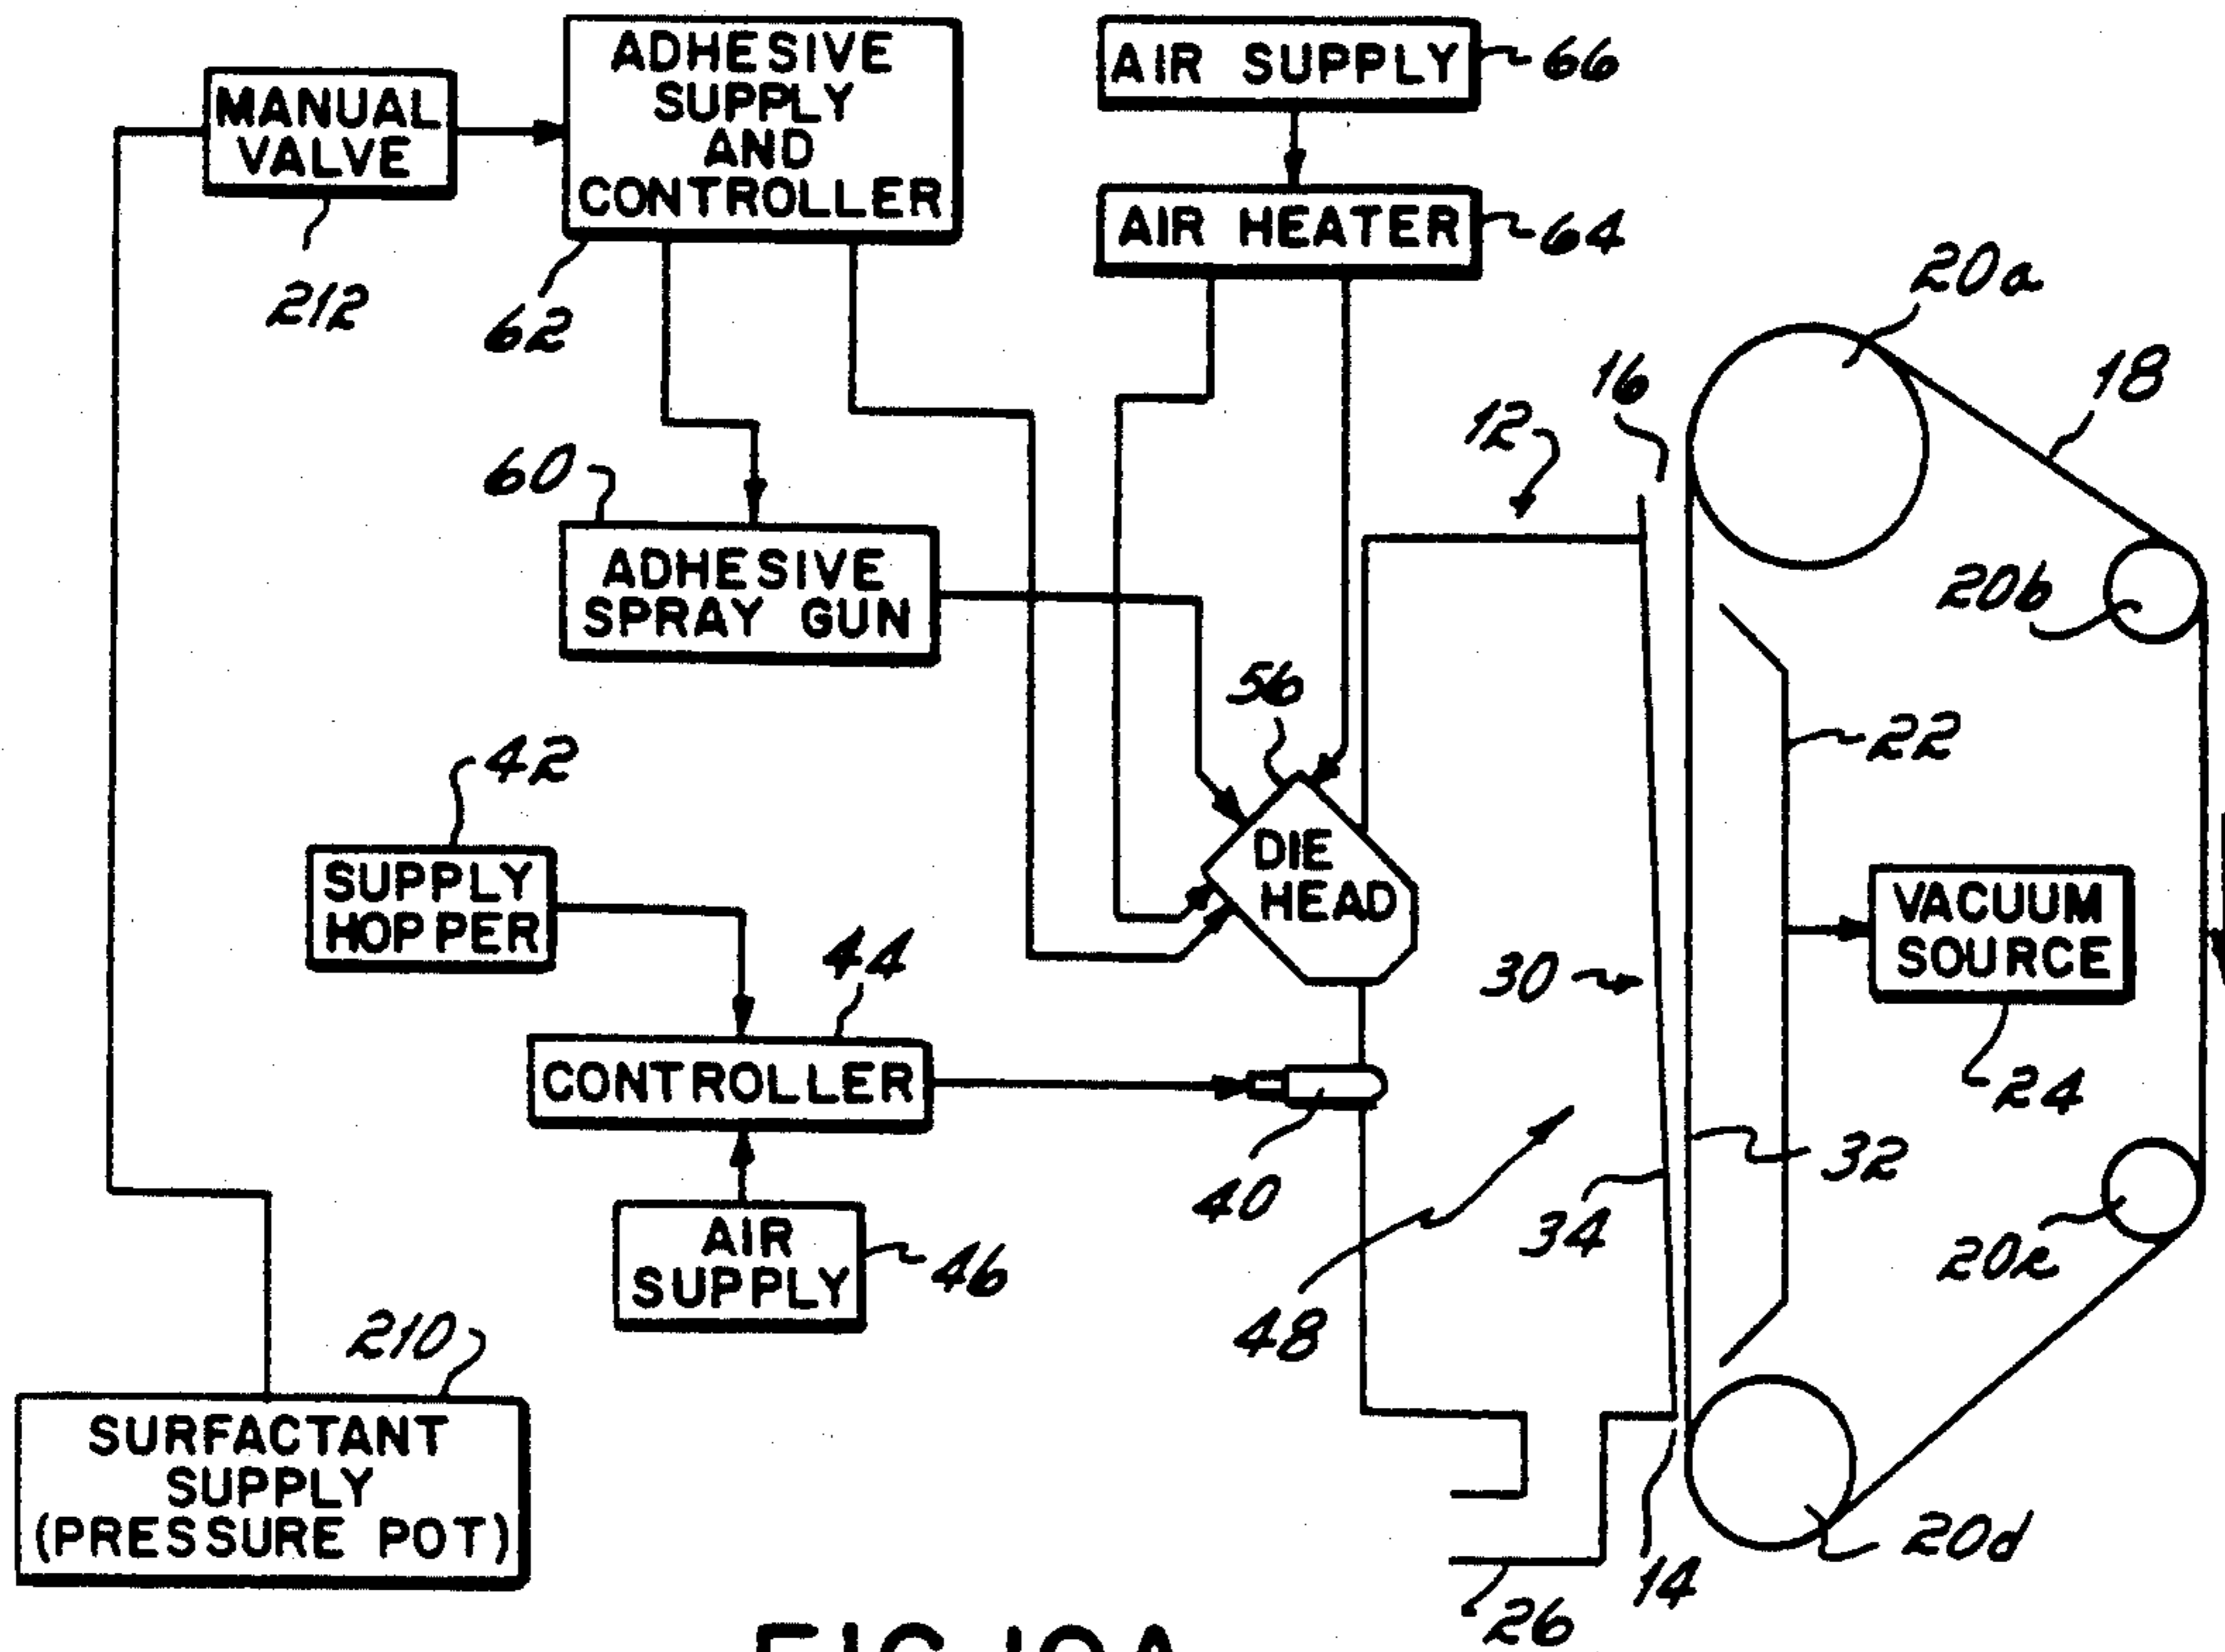 MANUAL
VALVE
212
ADHESIVE
SUPPLY
AND
CONTROLLER
62
AIR SUPPLY
66
AIR HEATER
64
20a
18
16
12
20b
60
ADHESIVE
SPRAY GUN
56
22
42
SUPPLY
HOPPER
DIE
HEAD
VACUUM
SOURCE
24
30
44
CONTROLLER
40
32
34
AIR
SUPPLY
46
48
20c
210
SURFACTANT
SUPPLY
(PRESSURE POT)
20d
14
26